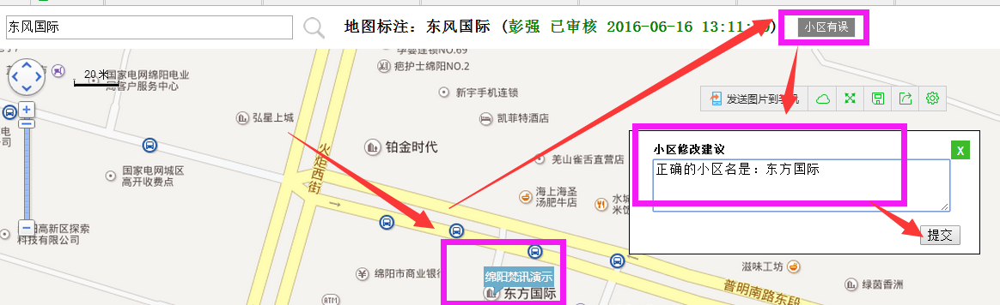 东风国际
地图标注：东风国际 (彭强 已审核 2016-06-16 13:11:
小区有误
孕婴连锁NO.69
疤护士绵阳NO.2
20 米
国家电网绵阳电业
局客户服务中心
新宇手机连锁
发送图片到手机
弘星上城
凯菲特酒店
铂金时代
小区修改建议
X
正确的小区名是：东方国际
提交
火炬西街
羌山雀舌直营店
国家电网城区
高开收费点
海上海圣
汤肥牛店
水城
米饭
阳高新区探索
科技有限公司
绵阳市商业银行
绵阳梵讯演示
东方国际
滋味工坊
普明南路东段
绿茵香洲
ATM